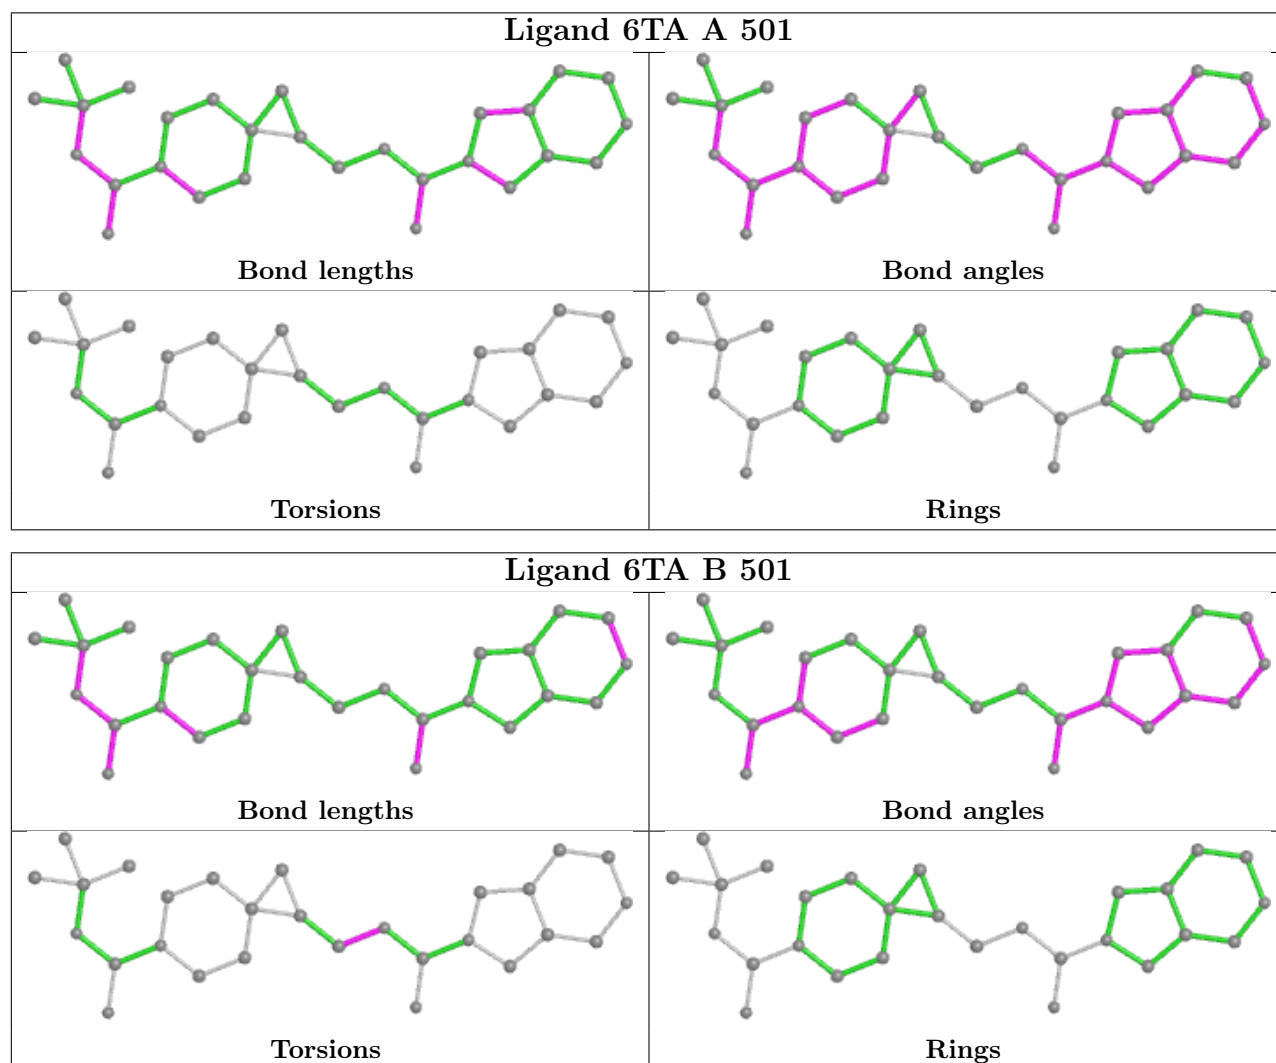 Ligand 6TA A 501
Bond lengths
Bond angles
Torsions
Rings
Ligand 6TA B 501
Bond lengths
Bond angles
Torsions
Rings